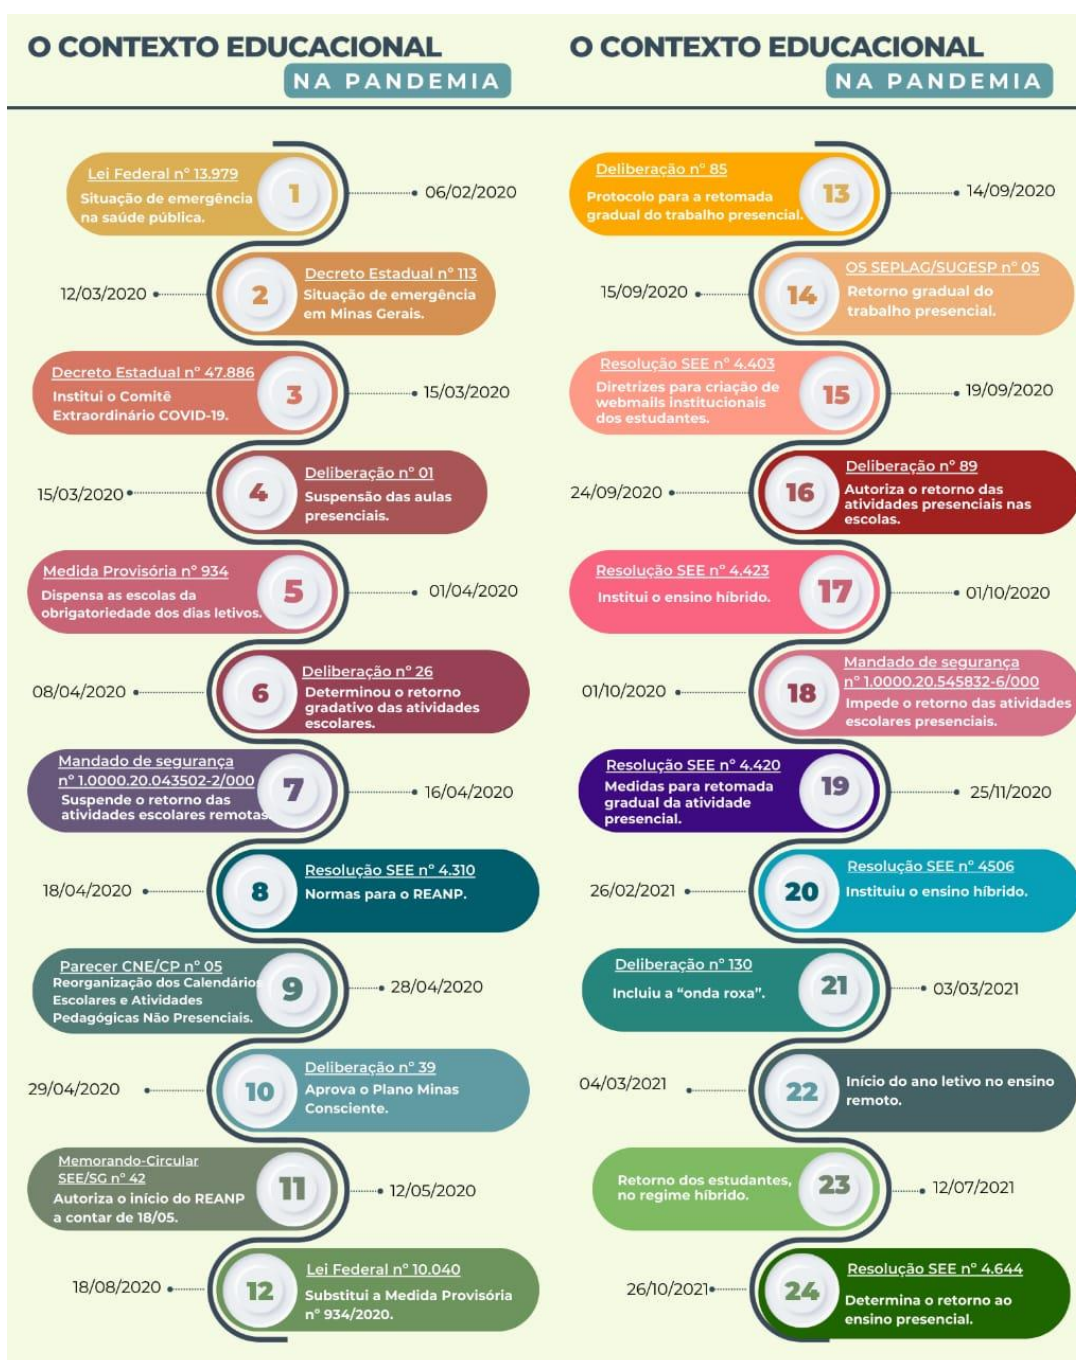 O CONTEXTO EDUCACIONAL
NA PANDEMIA
1
Lei Federal nº 13.979
Situação de emergência
na saúde pública.
06/02/2020
12/03/2020
2
Decreto Estadual nº 113
Situação de emergência
em Minas Gerais.
Decreto Estadual nº 47.886
Institui o Comitê
Extraordinário COVID-19.
3
15/03/2020
15/03/2020
4
Deliberação nº 01
Suspensão das aulas
presenciais.
Medida Provisória nº 934
Dispensa as escolas da
obrigatoriedade dos dias letivos.
5
01/04/2020
08/04/2020
6
Deliberação nº 26
Determinou o retorno
gradativo das atividades
escolares.
Mandado de segurança
nº 1.0000.20.043502-2/000
Suspende o retorno das
atividades escolares remotas.
7
16/04/2020
18/04/2020
8
Resolução SEE nº 4.310
Normas para o REANP.
Parecer CNE/CP nº 05
Reorganização dos Calendários
Escolares e Atividades
Pedagógicas Não Presenciais.
9
28/04/2020
29/04/2020
10
Deliberação nº 39
Aprova o Plano Minas
Consciente.
Memorando-Circular
SEE/SG nº 42
Autoriza o início do REANP
a contar de 18/05.
11
12/05/2020
18/08/2020
12
Lei Federal nº 10.040
Substitui a Medida Provisória
nº 934/2020.
O CONTEXTO EDUCACIONAL
NA PANDEMIA
Deliberação nº 85
Protocolo para a retomada
gradual do trabalho presencial.
13
14/09/2020
15/09/2020
14
OS SEPLAG/SUGESP nº 05
Retorno gradual do
trabalho presencial.
Resolução SEE nº 4.403
Diretrizes para criação de
webmails institucionais
dos estudantes.
15
19/09/2020
24/09/2020
16
Deliberação nº 89
Autoriza o retorno das
atividades presenciais nas
escolas.
Resolução SEE nº 4.423
Institui o ensino híbrido.
17
01/10/2020
01/10/2020
18
Mandado de segurança
nº 1.0000.20.545832-6/000
Impede o retorno das atividades
escolares presenciais.
Resolução SEE nº 4.420
Medidas para retomada
gradual da atividade
presencial.
19
25/11/2020
26/02/2021
20
Resolução SEE nº 4506
Instituiu o ensino híbrido.
Deliberação nº 130
Incluiu a “onda roxa”.
21
03/03/2021
04/03/2021
22
Início do ano letivo no ensino
remoto.
Retorno dos estudantes,
no regime híbrido.
23
12/07/2021
26/10/2021
24
Resolução SEE nº 4.644
Determina o retorno ao
ensino presencial.